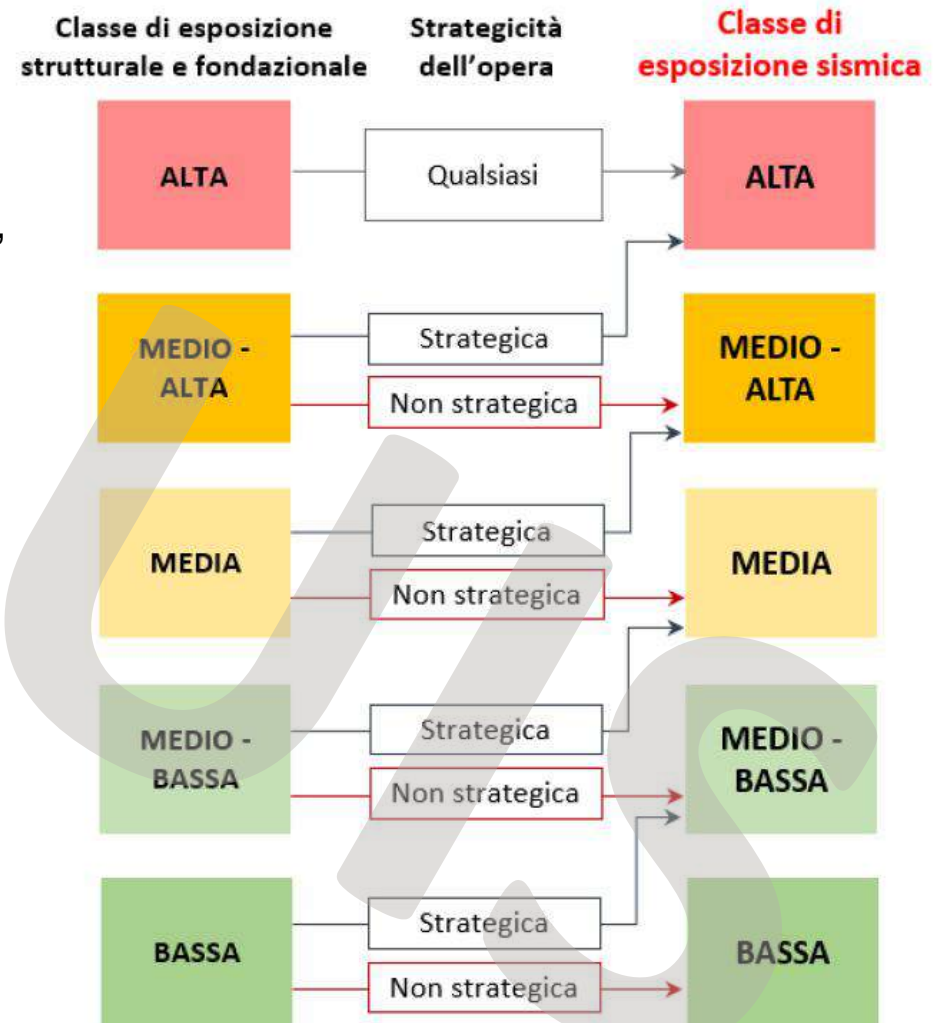 Classe di esposizione
strutturale e fondazionale
Strategicità
dell'opera
Classe di
esposizione sismica
ALTA
Qualsiasi
ALTA
,
MEDIO -
ALTA
Strategica
Non strategica
MEDIO -
ALTA
MEDIA
Strategica
Non strategica
MEDIA
MEDIO -
BASSA
Strategica
Non strategica
MEDIO -
BASSA
BASSA
Strategica
Non strategica
BASSA
UIS